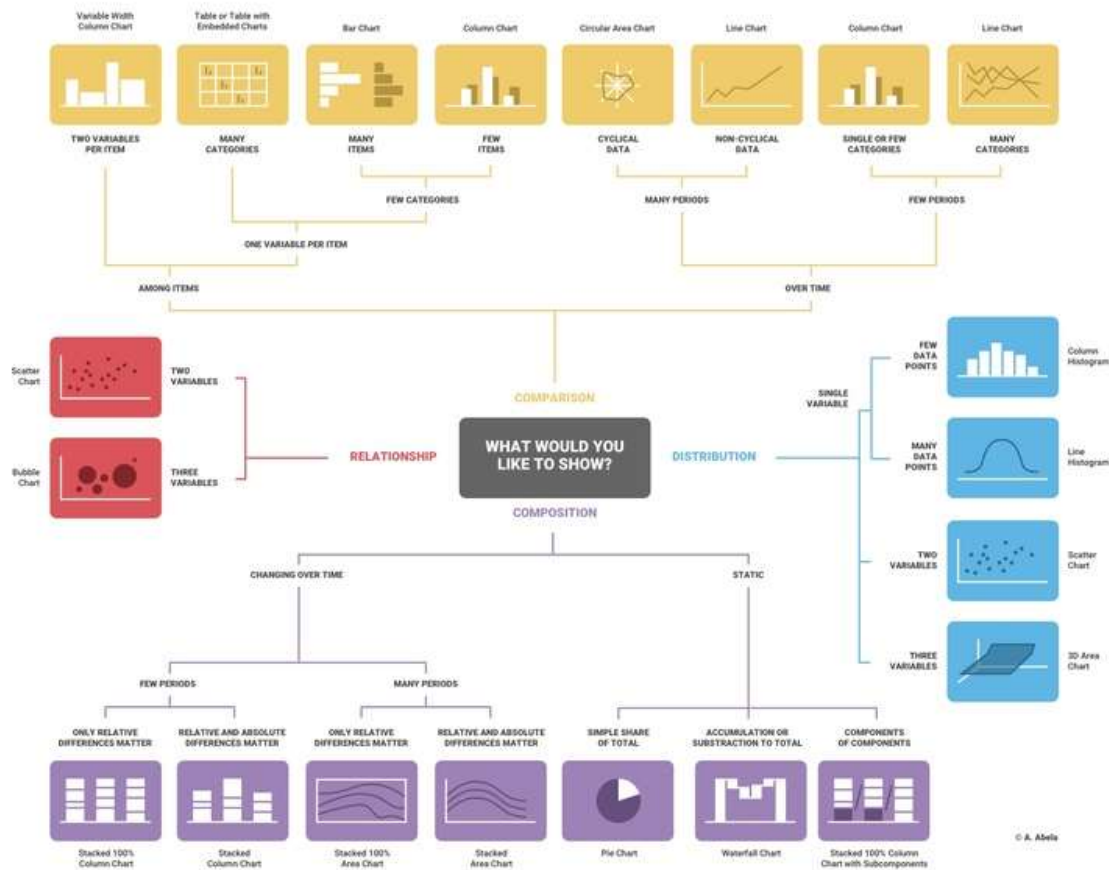 Variable Width
Column Chart
Table or Table with
Embedded Charts
Bar Chart
Column Chart
Circular Area Chart
Line Chart
Column Chart
Line Chart
TWO VARIABLES
PER ITEM
MANY
CATEGORIES
MANY
ITEMS
FEW
ITEMS
CYCLICAL
DATA
NON-CYCLICAL
DATA
SINGLE OR FEW
CATEGORIES
MANY
CATEGORIES
FEW CATEGORIES
MANY PERIODS
FEW PERIODS
ONE VARIABLE PER ITEM
AMONG ITEMS
OVER TIME
COMPARISON
Scatter
Chart
TWO
VARIABLES
Bubble
Chart
THREE
VARIABLES
RELATIONSHIP
WHAT WOULD YOU
LIKE TO SHOW?
DISTRIBUTION
SINGLE
VARIABLE
FEW
DATA
POINTS
Column
Histogram
MANY
DATA
POINTS
Line
Histogram
TWO
VARIABLES
Scatter
Chart
THREE
VARIABLES
3D Area
Chart
COMPOSITION
CHANGING OVER TIME
STATIC
FEW PERIODS
MANY PERIODS
ONLY RELATIVE
DIFFERENCES MATTER
RELATIVE AND ABSOLUTE
DIFFERENCES MATTER
ONLY RELATIVE
DIFFERENCES MATTER
RELATIVE AND ABSOLUTE
DIFFERENCES MATTER
SIMPLE SHARE
OF TOTAL
ACCUMULATION OR
SUBSTRACTION TO TOTAL
COMPONENTS
OF COMPONENTS
Stacked 100%
Column Chart
Stacked
Column Chart
Stacked 100%
Area Chart
Stacked
Area Chart
Pie Chart
Waterfall Chart
Stacked 100% Column
Chart with Subcomponents
© A. Abela